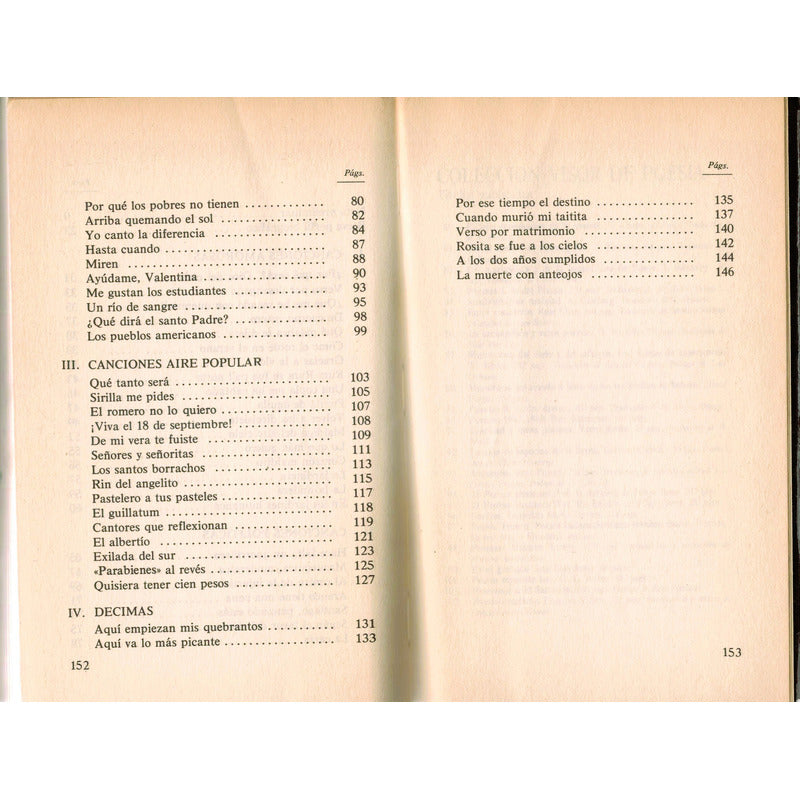 Págs.
Por qué los pobres no tienen ............. 80
Arriba quemando el sol ................. 82
Yo canto la diferencia .................. 84
Hasta cuando .......................... 87
Miren ................................. 88
Ayúdame, Valentina .................... 90
Me gustan los estudiantes ............... 93
Un río de sangre ....................... 95
¿Qué dirá el santo Padre? ............... 98
Los pueblos americanos ................. 99
III. CANCIONES AIRE POPULAR
Qué tanto será ......................... 103
Sirilla me pides ........................ 105
El romero no lo quiero .................. 107
¡Viva el 18 de septiembre! ............... 108
De mi vera te fuiste .................... 109
Señores y señoritas ..................... 111
Los santos borrachos ................... 113
Rin del angelito ........................ 115
Pastelero a tus pasteles .................. 117
El guillatum ........................... 118
Cantores que reflexionan ................ 119
El albertío ............................ 121
Exilada del sur ......................... 123
«Parabienes» al revés ................... 125
Quisiera tener cien pesos ................ 127
IV. DECIMAS
Aquí empiezan mis quebrantos ............ 131
Aquí va lo más picante .................. 133
152
Págs.
Por ese tiempo el destino ................ 135
Cuando murió mi taitita ................. 137
Verso por matrimonio ................... 140
Rosita se fue a los cielos ................ 142
A los dos años cumplidos ............... 144
La muerte con anteojos ................. 146
153